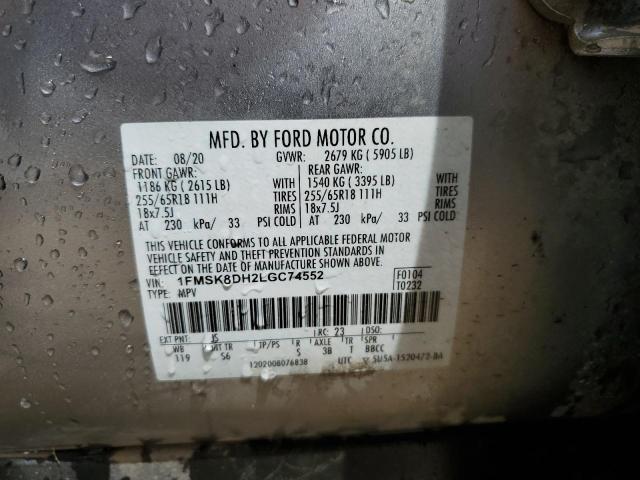 MFD. BY FORD MOTOR CO.
DATE: 08/20 GVWR: 2679 KG ( 5905 LB)
FRONT GAWR: REAR GAWR:
1186 KG ( 2615 LB) WITH 1540 KG ( 3395 LB) WITH
255/65R18 111H TIRES 255/65R18 111H TIRES
18x7.5J RIMS 18x7.5J RIMS
AT 230 kPa/ 33 PSI COLD AT 230 kPa/ 33 PSI COLD
THIS VEHICLE CONFORMS TO ALL APPLICABLE FEDERAL MOTOR
VEHICLE SAFETY AND THEFT PREVENTION STANDARDS IN
EFFECT ON THE DATE OF MANUFACTURE SHOWN ABOVE.
VIN: 1FMSK8DH2LGC74552 F0104
TYPE: MPV T0232
EXT PNT: JS RC: 23 DSO:
WB INT TR TP/PS R AXLE TR SPR
119 S6 S 3B T BBCC
1202008076838 UTC